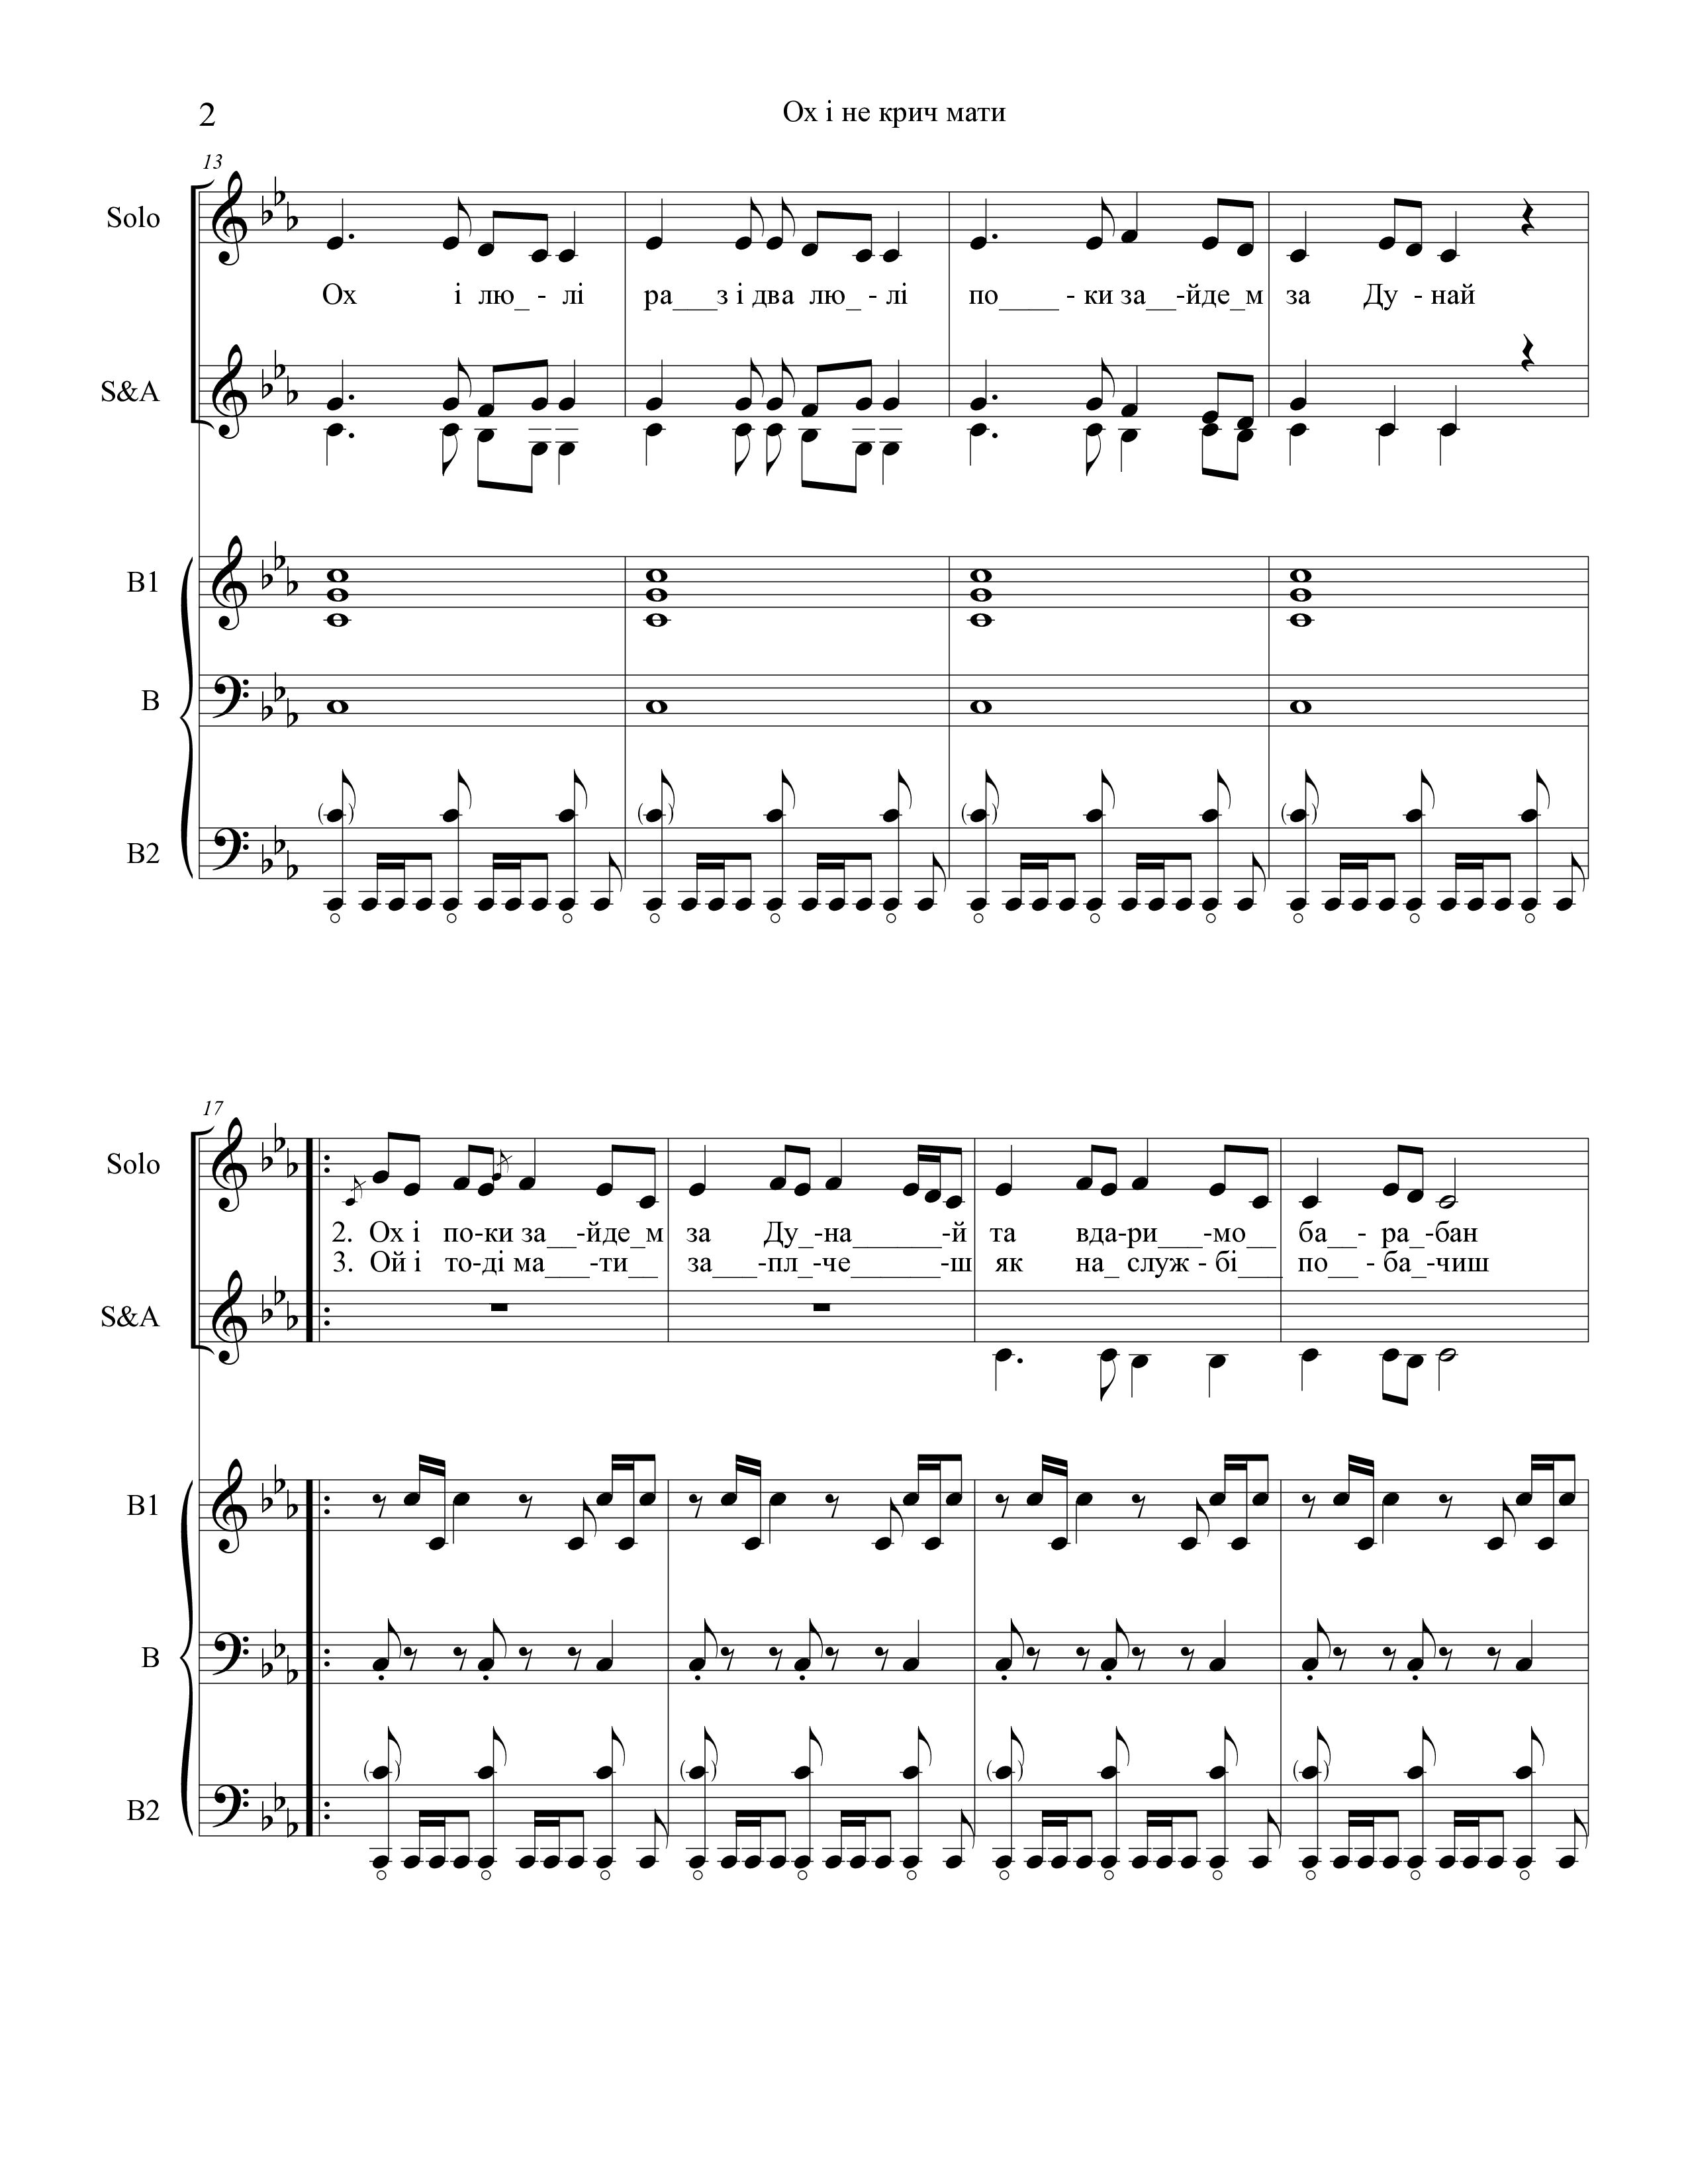 2
Ох і не крич мати
13
Solo
Ох і лю_ - лі ра___з і два лю_ - лі по____ - ки за__-йде_м за Ду - най
S&A
B1
B
B2
17
Solo
2. Ох і по-ки за__-йде_м за Ду_-на______-й та вда-ри___-мо__ ба__- ра_-бан
3. Ой і то-ді ма___-ти__ за___-пл_-че______-ш як на_ служ - бі___ по__ - ба_-чиш
S&A
B1
B
B2